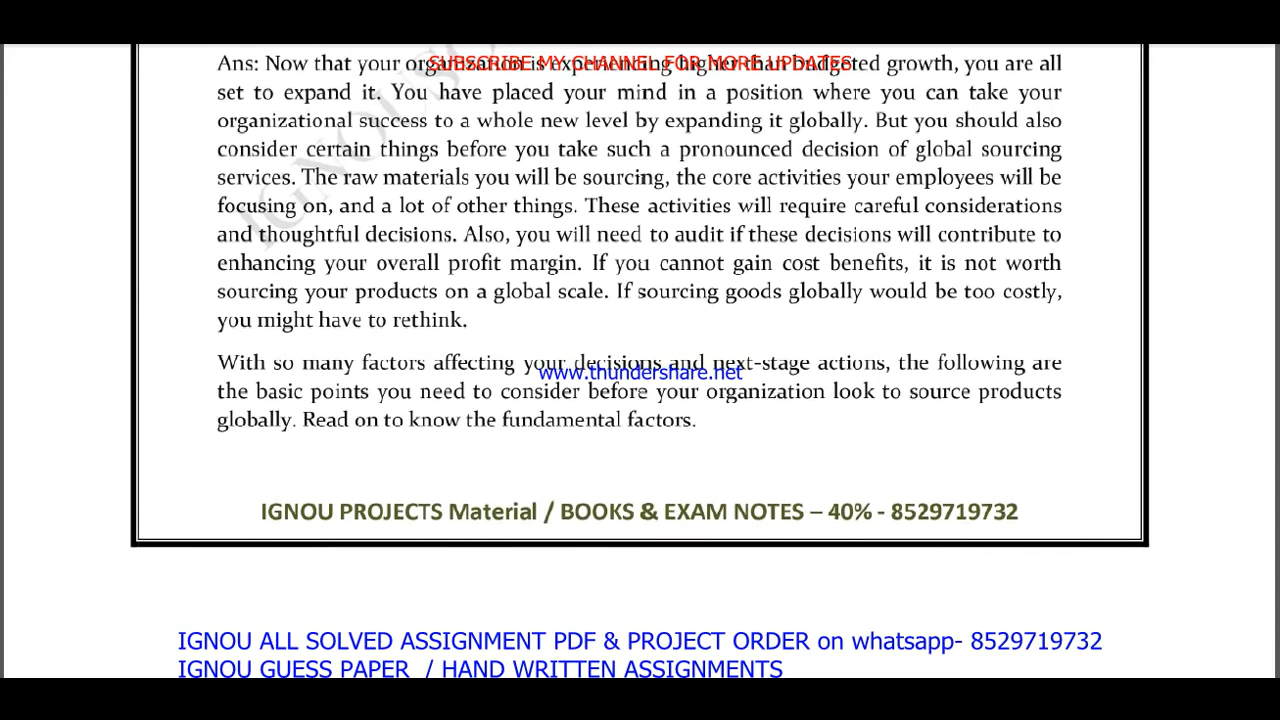 SUBSCRIBE MY CHANNEL FOR MORE UPDATES
Ans: Now that your organization is experiencing higher than budgeted growth, you are all
set to expand it. You have placed your mind in a position where you can take your
organizational success to a whole new level by expanding it globally. But you should also
consider certain things before you take such a pronounced decision of global sourcing
services. The raw materials you will be sourcing, the core activities your employees will be
focusing on, and a lot of other things. These activities will require careful considerations
and thoughtful decisions. Also, you will need to audit if these decisions will contribute to
enhancing your overall profit margin. If you cannot gain cost benefits, it is not worth
sourcing your products on a global scale. If sourcing goods globally would be too costly,
you might have to rethink.
With so many factors affecting your decisions and next-stage actions, the following are
www.thundershare.net
the basic points you need to consider before your organization look to source products
globally. Read on to know the fundamental factors.
IGNOU PROJECTS Material / BOOKS & EXAM NOTES – 40% - 8529719732
IGNOU ALL SOLVED ASSIGNMENT PDF & PROJECT ORDER on whatsapp- 8529719732
IGNOU GUESS PAPER / HAND WRITTEN ASSIGNMENTS